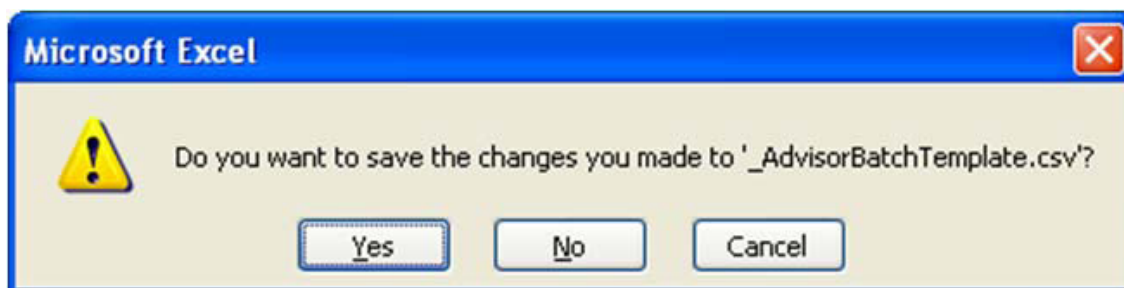 Microsoft Excel
Do you want to save the changes you made to '_AdvisorBatchTemplate.csv'?
Yes No Cancel